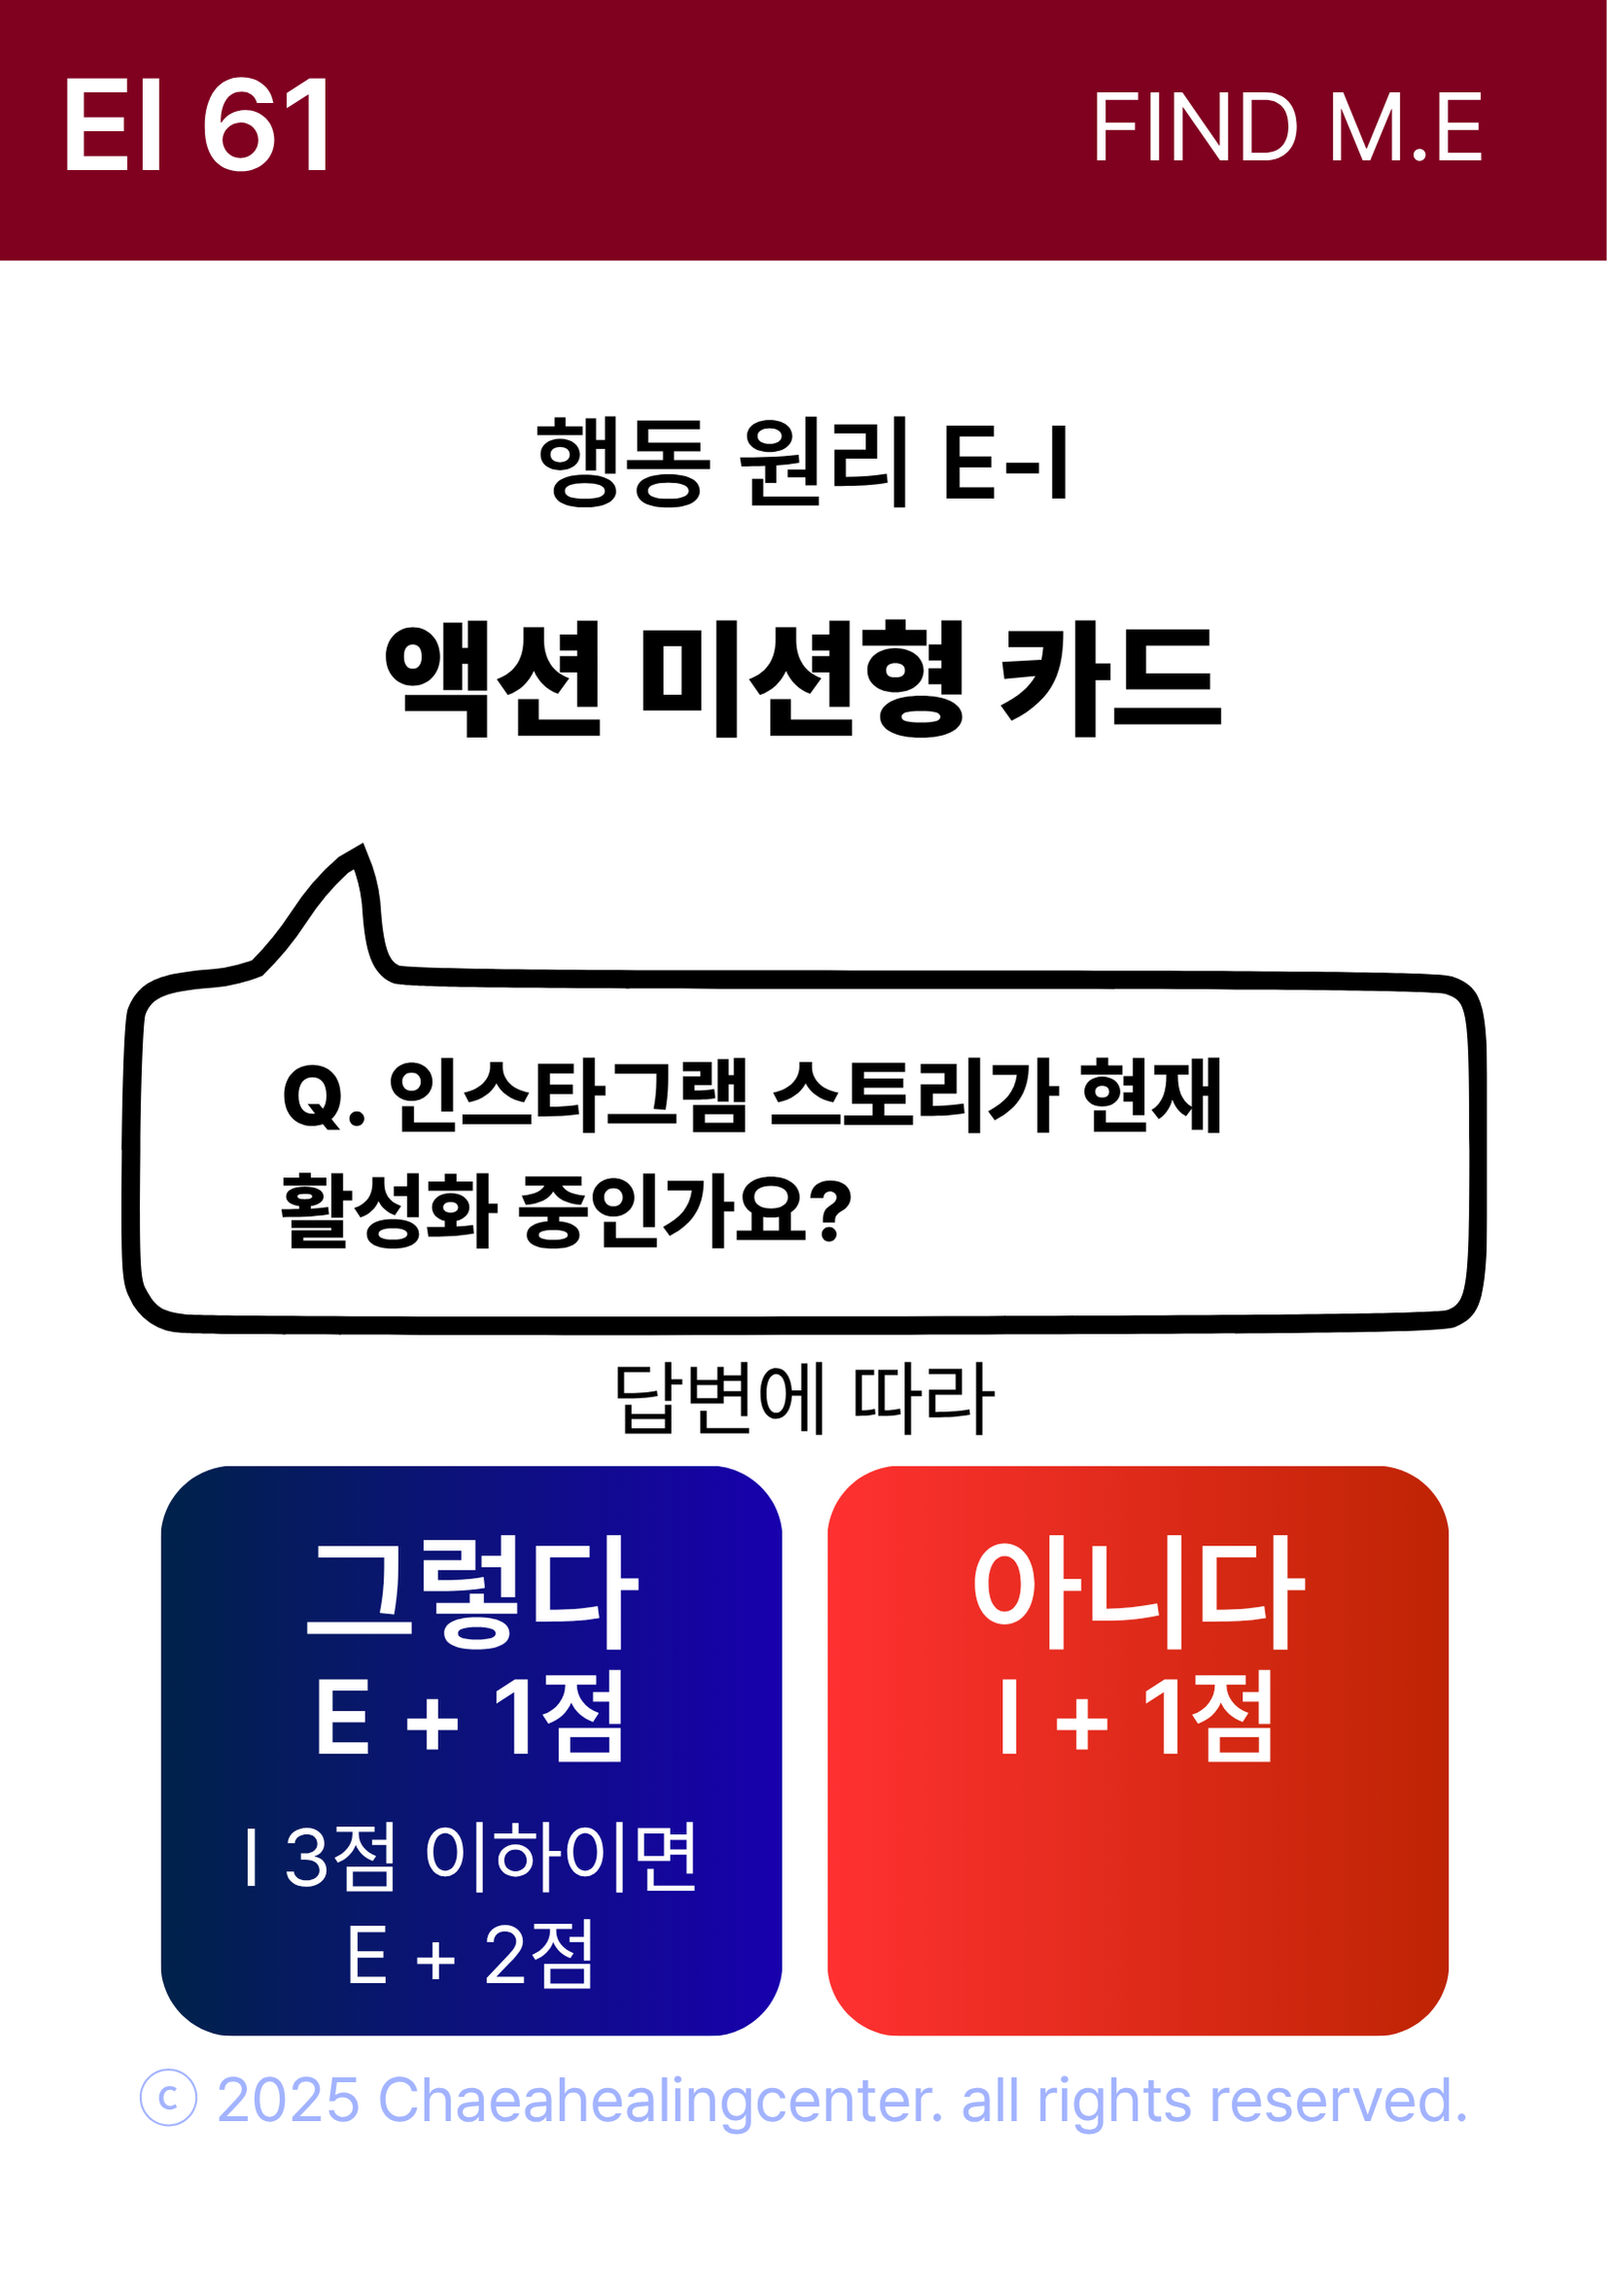 EI 61
FIND M.E
행동 원리 E-I
액션 미션형 카드
Q. 인스타그램 스토리가 현재
활성화 중인가요?
답변에 따라
그렇다
E + 1점
I 3점 이하이면
E + 2점
아니다
I + 1점
ⓒ 2025 Chaeahealingcenter. all rights reserved.